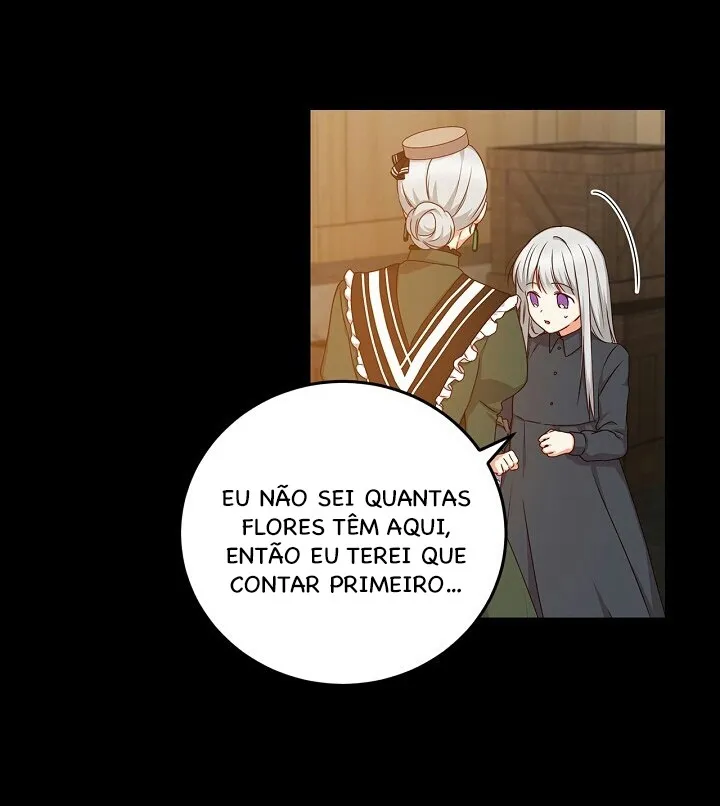 EU NÃO SEI QUANTAS
FLORES TÊM AQUI,
ENTÃO EU TEREI QUE
CONTAR PRIMEIRO...